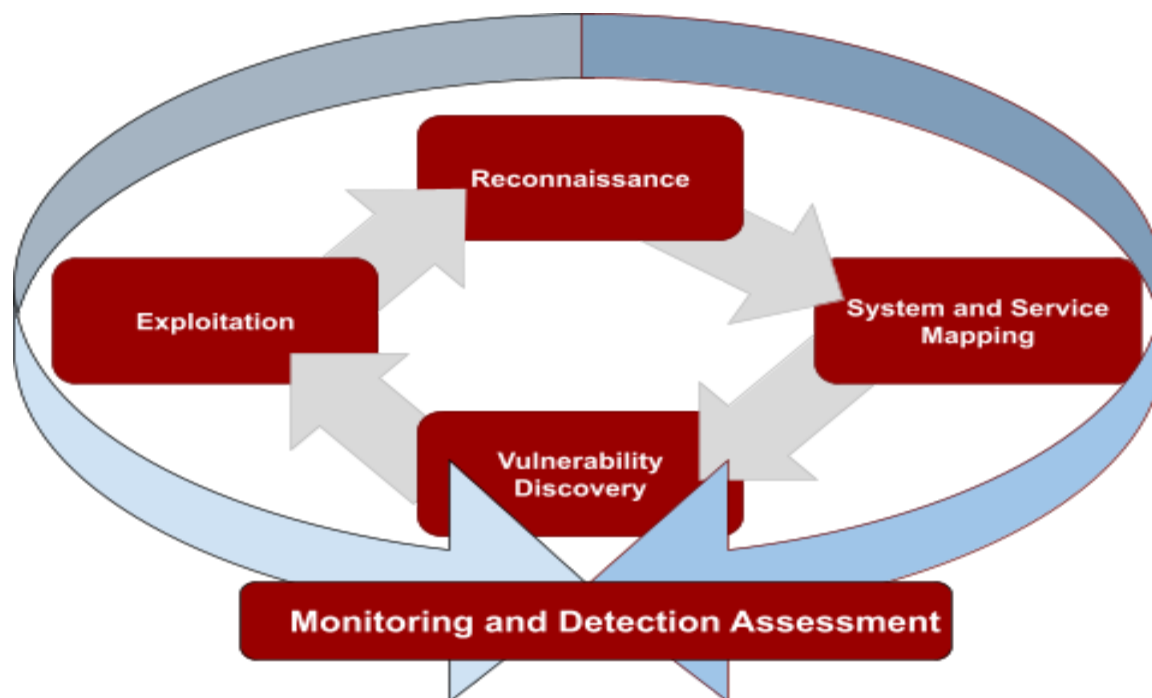 Reconnaissance
System and Service
Mapping
Exploitation
Vulnerability
Discovery
Monitoring and Detection Assessment